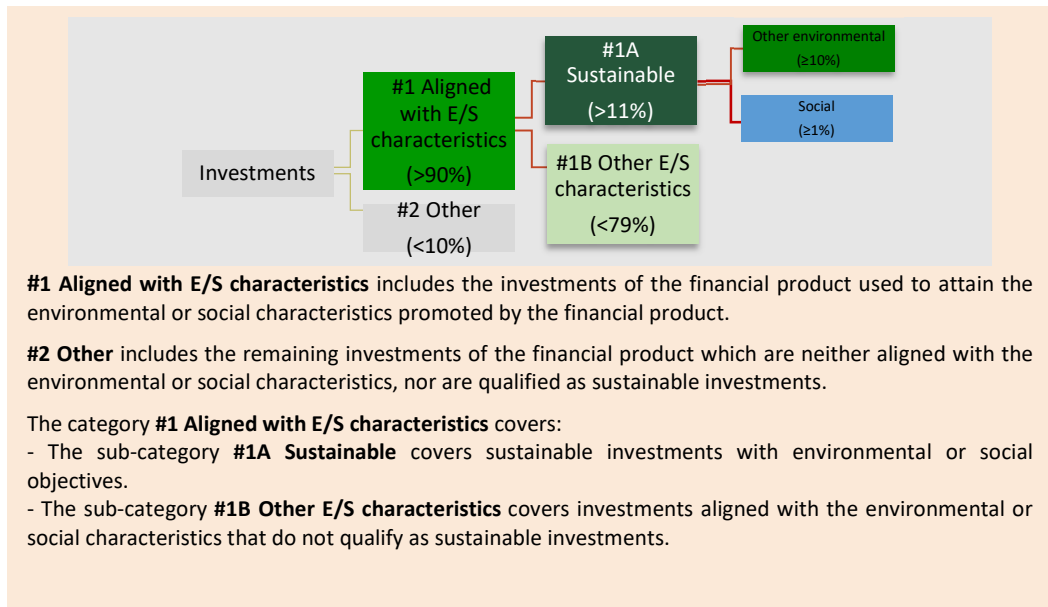 Investments
#1 Aligned
with E/S
characteristics
(>90%)
#2 Other
(<10%)
#1A
Sustainable
(>11%)
#1B Other E/S
characteristics
(<79%)
Other environmental
(≥10%)
Social
(≥1%)
#1 Aligned with E/S characteristics includes the investments of the financial product used to attain the
environmental or social characteristics promoted by the financial product.
#2 Other includes the remaining investments of the financial product which are neither aligned with the
environmental or social characteristics, nor are qualified as sustainable investments.
The category #1 Aligned with E/S characteristics covers:
- The sub-category #1A Sustainable covers sustainable investments with environmental or social
objectives.
- The sub-category #1B Other E/S characteristics covers investments aligned with the environmental or
social characteristics that do not qualify as sustainable investments.